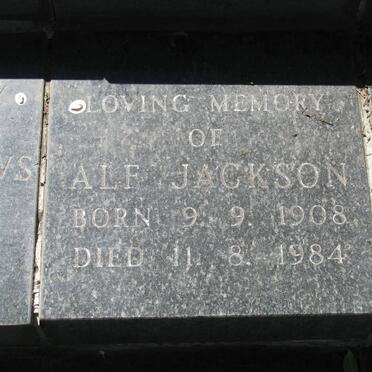 LOVING MEMORY
OF
ALF JACKSON
BORN 9. 9. 1908
DIED 11. 8. 1984